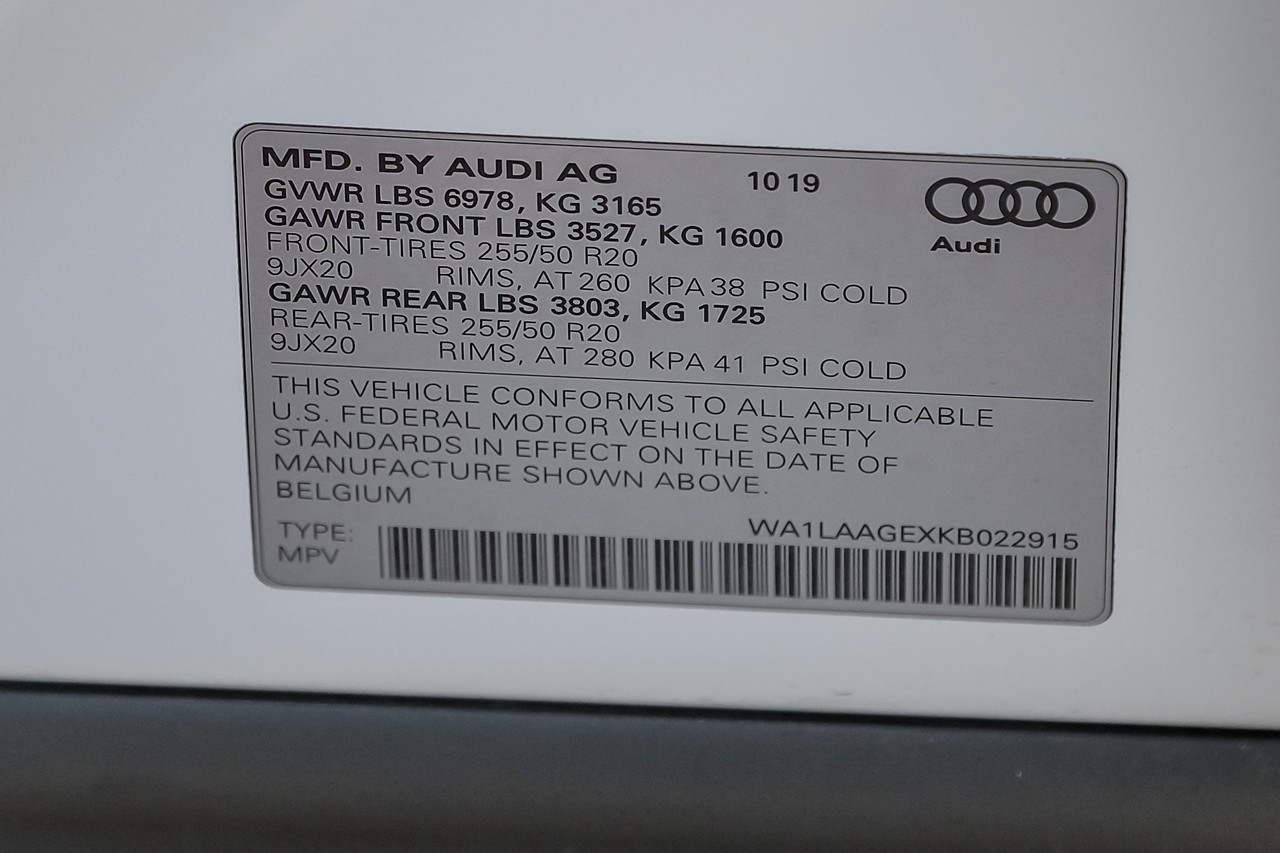 MFD. BY AUDI AG 10 19
GVWR LBS 6978, KG 3165
GAWR FRONT LBS 3527, KG 1600
Audi
FRONT-TIRES 255/50 R20
9JX20 RIMS, AT 260 KPA 38 PSI COLD
GAWR REAR LBS 3803, KG 1725
REAR-TIRES 255/50 R20
9JX20 RIMS, AT 280 KPA 41 PSI COLD
THIS VEHICLE CONFORMS TO ALL APPLICABLE
U.S. FEDERAL MOTOR VEHICLE SAFETY
STANDARDS IN EFFECT ON THE DATE OF
MANUFACTURE SHOWN ABOVE.
BELGIUM
TYPE: WA1LAAGEXKB022915
MPV